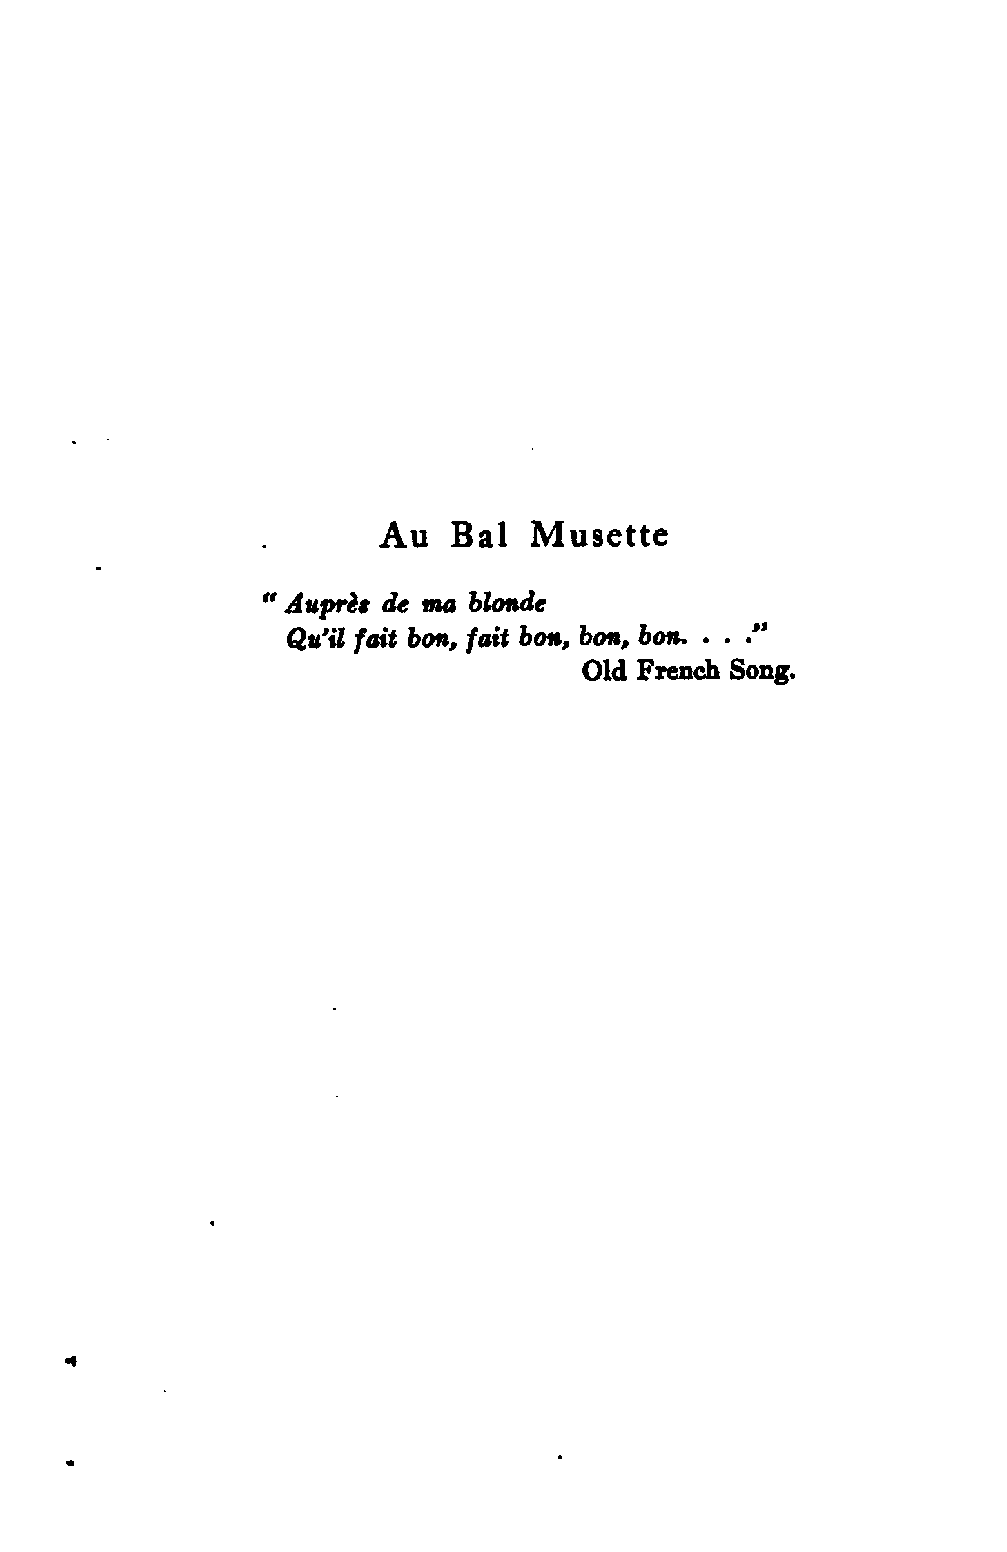 Au Bal Musette
" Auprès de ma blonde
Qu'il fait bon, fait bon, bon, bon. . . ."
Old French Song.